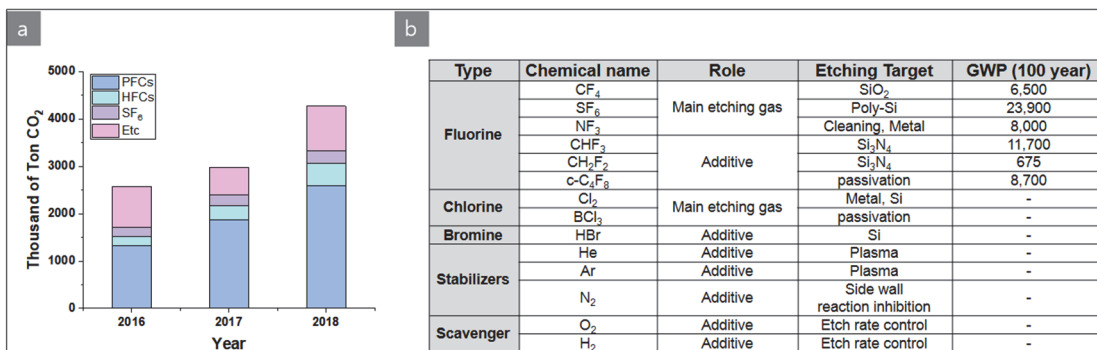 a
b
5000
4000
3000
2000
1000
0
Thousand of Ton CO₂
PFCs
HFCs
SF₆
Etc
2016 2017 2018
Year
Type Chemical name Role Etching Target GWP (100 year)
Fluorine CF₄ Main etching gas SiO₂ 6,500
SF₆ Poly-Si 23,900
NF₃ Cleaning, Metal 8,000
CHF₃ Additive Si₃N₄ 11,700
CH₂F₂ Si₃N₄ 675
c-C₄F₈ passivation 8,700
Chlorine Cl₂ Main etching gas Metal, Si -
BCl₃ passivation -
Bromine HBr Additive Si -
Stabilizers He Additive Plasma -
Ar Additive Plasma -
N₂ Additive Side wall
reaction inhibition -
Scavenger O₂ Additive Etch rate control -
H₂ Additive Etch rate control -